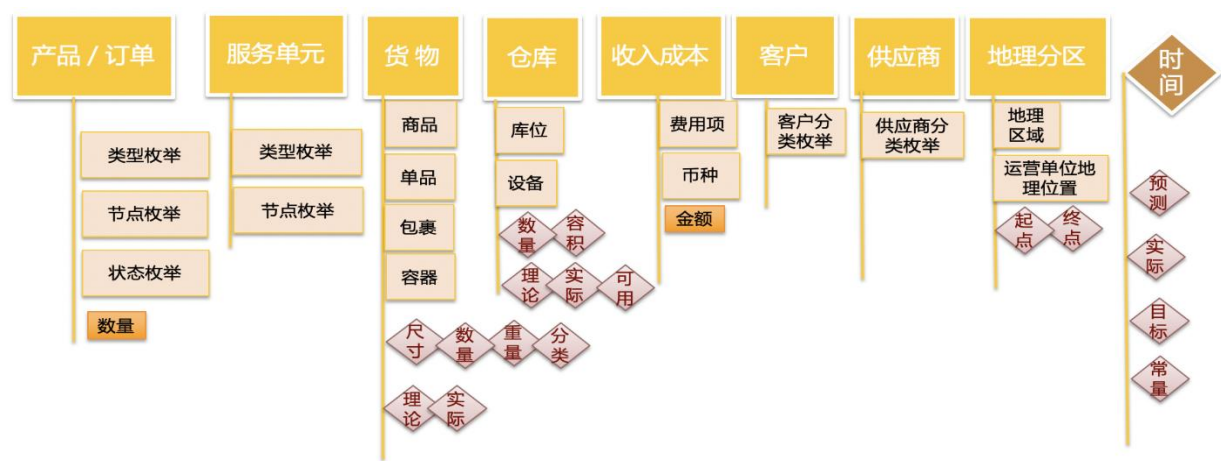 产品 / 订单
类型枚举
节点枚举
状态枚举
数量
服务单元
类型枚举
节点枚举
货 物
商品
单品
包裹
容器
尺寸
数量
重量
分类
理论
实际
仓库
库位
设备
数量
容积
理论
实际
可用
收入成本
费用项
币种
金额
客户
客户分
类枚举
供应商
供应商分
类枚举
地理分区
地理
区域
运营单位地
理位置
起点
终点
时间
预测
实际
目标
常量